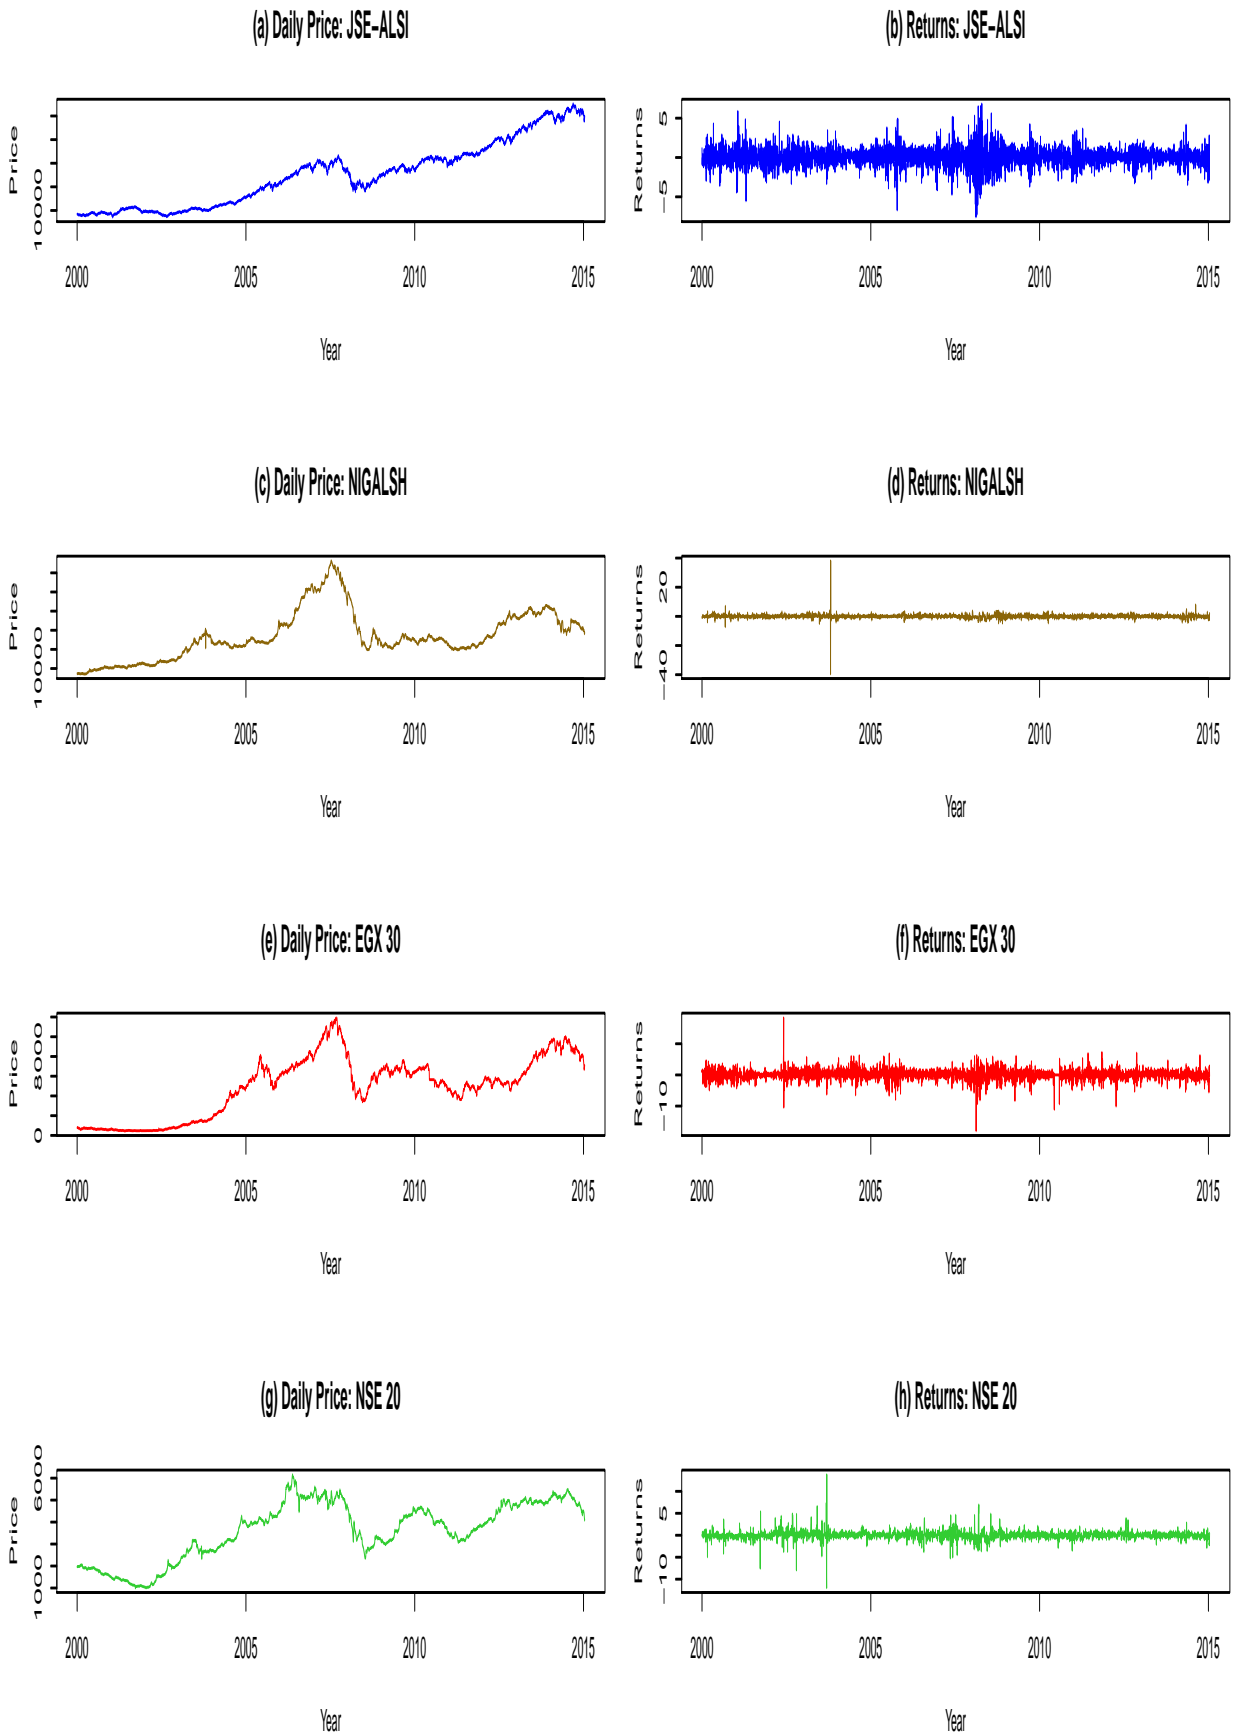 (a) Daily Price: JSE−ALSI
Price
10000
2000 2005 2010 2015
Year
(b) Returns: JSE−ALSI
Returns
−5 5
2000 2005 2010 2015
Year
(c) Daily Price: NIGALSH
Price
10000
2000 2005 2010 2015
Year
(d) Returns: NIGALSH
Returns
−40 20
2000 2005 2010 2015
Year
(e) Daily Price: EGX 30
Price
0 8000
2000 2005 2010 2015
Year
(f) Returns: EGX 30
Returns
−10
2000 2005 2010 2015
Year
(g) Daily Price: NSE 20
Price
1000 6000
2000 2005 2010 2015
Year
(h) Returns: NSE 20
Returns
−10 5
2000 2005 2010 2015
Year